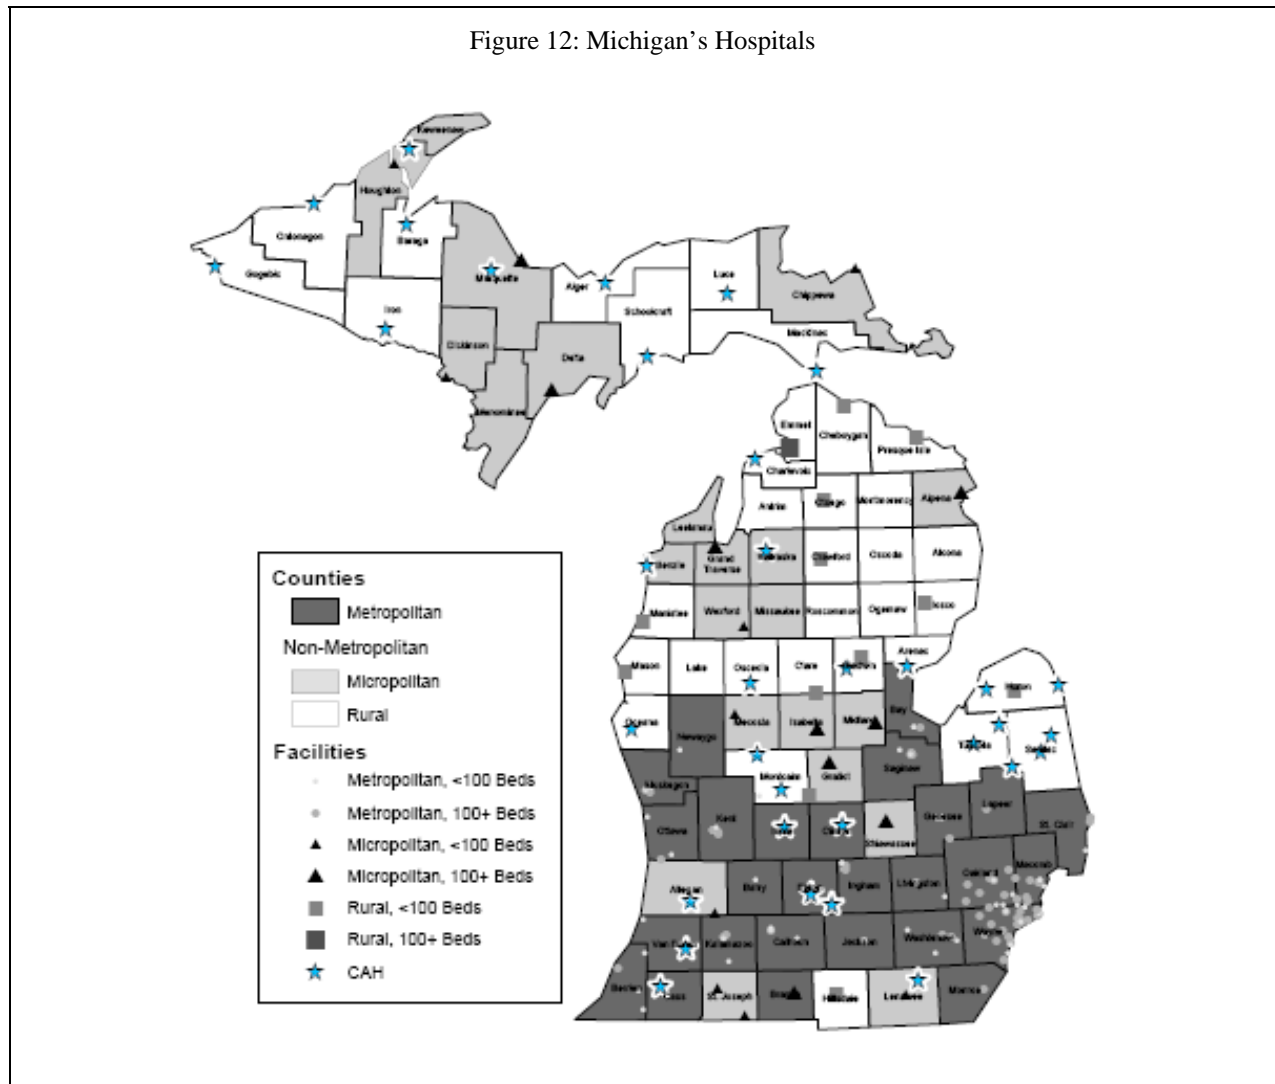 Figure 12: Michigan's Hospitals
Keweenaw
Houghton
Ontonagon
Baraga
Gogebic
Marquette
Luce
Alger
Chippewa
Iron
Schoolcraft
Mackinac
Dickinson
Delta
Menominee
Emmet
Cheboygan
Presque Isle
Charlevoix
Antrim
Otsego
Montmorency
Alpena
Leelanau
Benzie
Grand
Traverse
Kalkaska
Crawford
Oscoda
Alcona
Manistee
Wexford
Missaukee
Roscommon
Ogemaw
Iosco
Mason
Lake
Osceola
Clare
Arenac
Huron
Oceana
Newaygo
Mecosta
Isabella
Midland
Bay
Tuscola
Sanilac
Muskegon
Montcalm
Gratiot
Saginaw
Ottawa
Kent
Shiawassee
Genesee
Lapeer
St. Clair
Allegan
Barry
Ingham
Livingston
Oakland
Macomb
Van Buren
Kalamazoo
Calhoun
Jackson
Washtenaw
Wayne
Berrien
Cass
St. Joseph
Hillsdale
Lenawee
Monroe
Counties
Metropolitan
Non-Metropolitan
Micropolitan
Rural
Facilities
Metropolitan, <100 Beds
Metropolitan, 100+ Beds
Micropolitan, <100 Beds
Micropolitan, 100+ Beds
Rural, <100 Beds
Rural, 100+ Beds
CAH